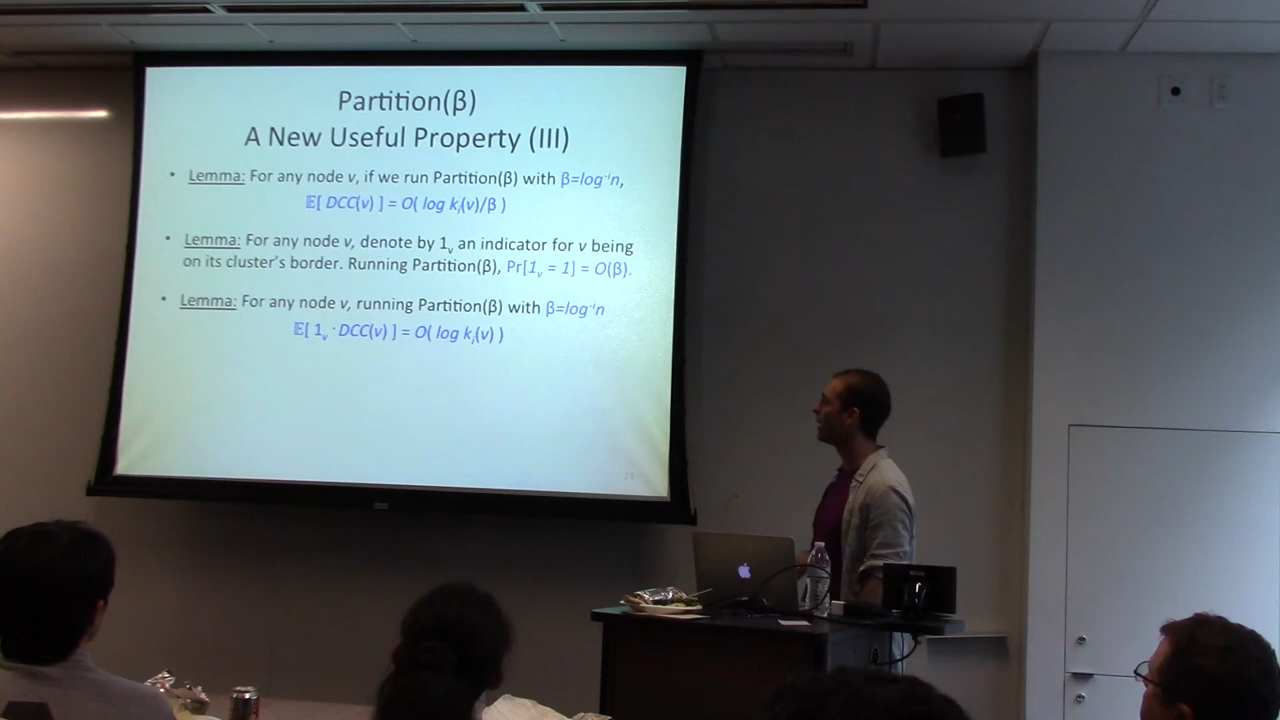 Partition(β)
A New Useful Property (III)
• Lemma: For any node v, if we run Partition(β) with β=log⁻ⁱn,
𝔼[ DCC(v) ] = O( log kᵢ(v)/β )
• Lemma: For any node v, denote by 1ᵥ an indicator for v being
on its cluster's border. Running Partition(β), Pr[1ᵥ = 1] = O(β).
• Lemma: For any node v, running Partition(β) with β=log⁻ⁱn
𝔼[ 1ᵥ · DCC(v) ] = O( log kᵢ(v) )